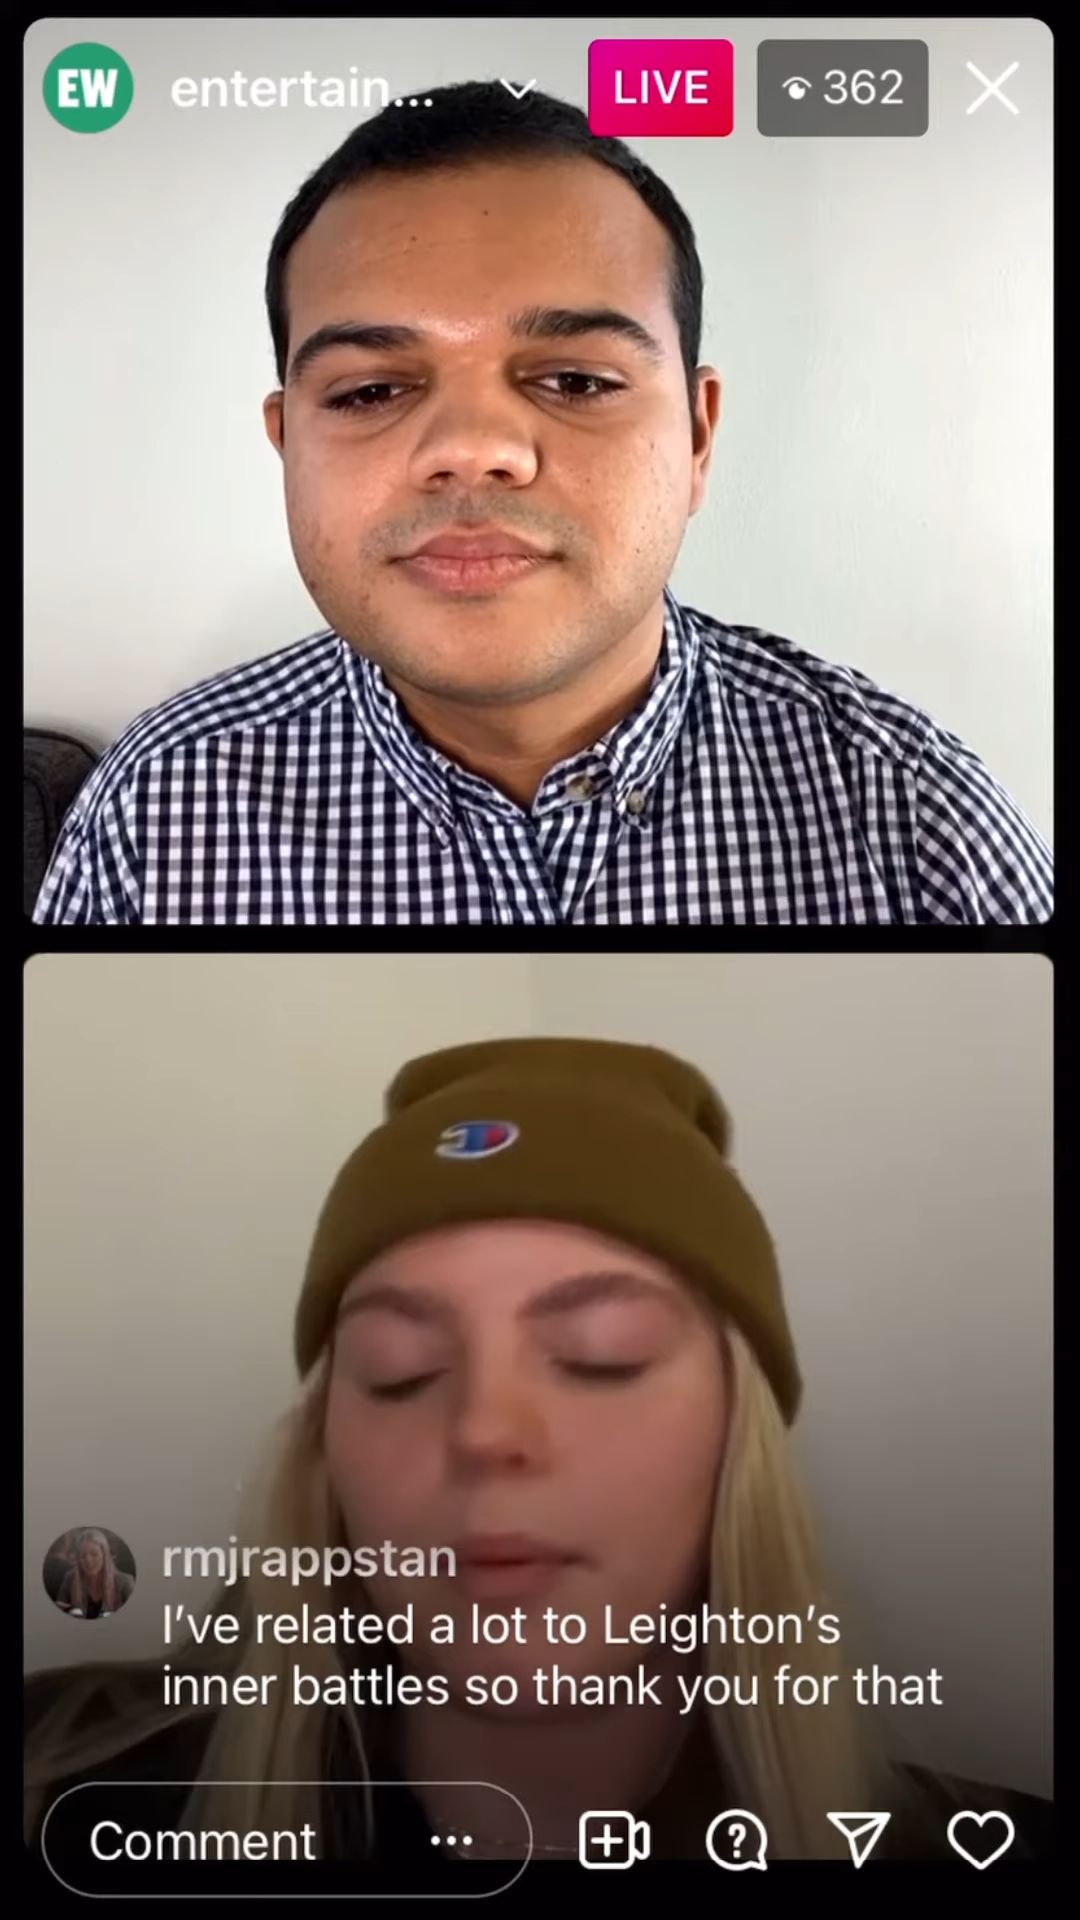 EW entertain... LIVE 362
rmjrappstan
I’ve related a lot to Leighton’s
inner battles so thank you for that
Comment ...